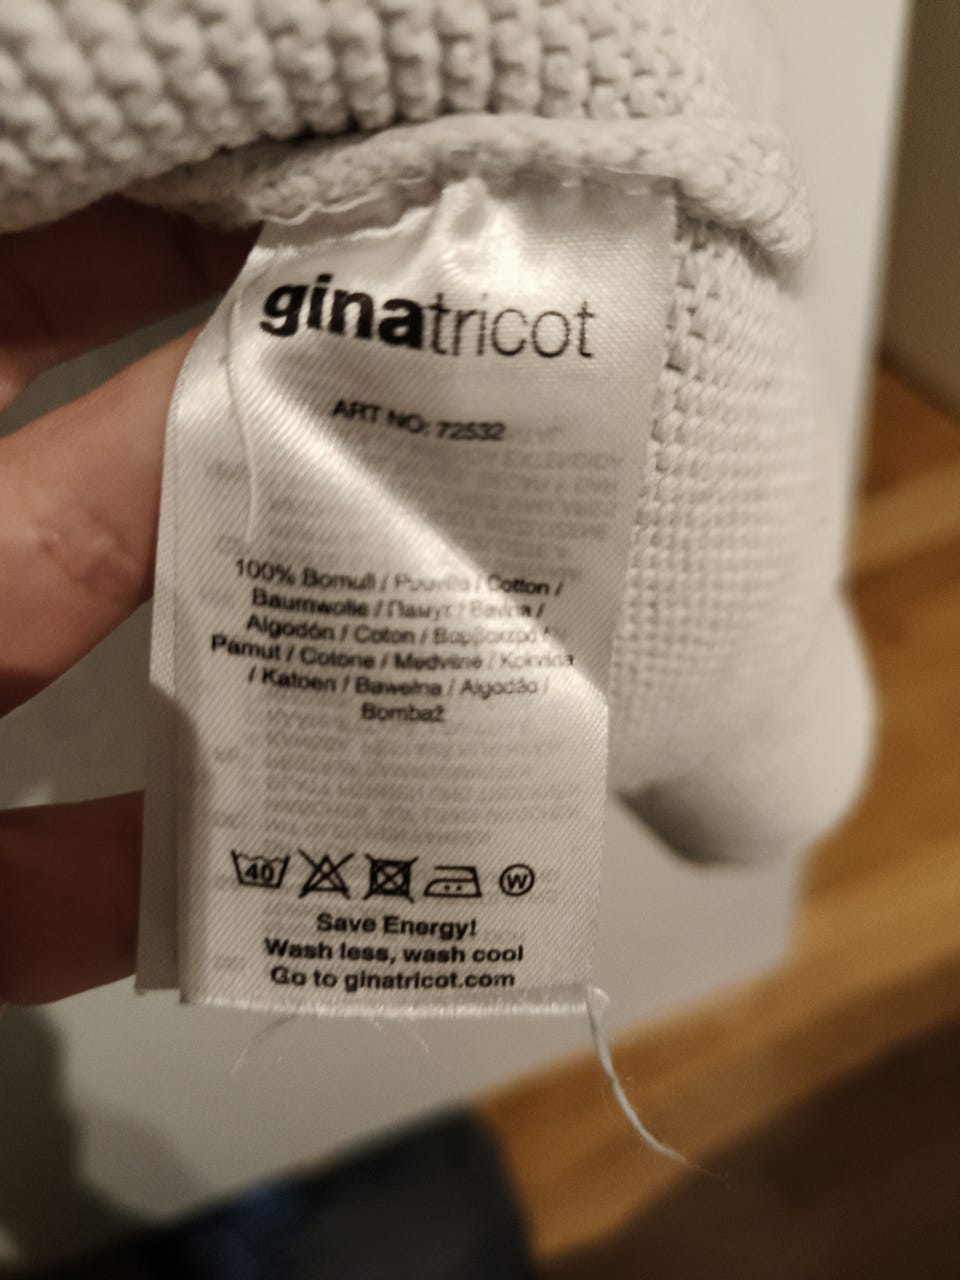 ginatricot
ART NO: 72532
100% Bomull / Puuvilla / Cotton /
Baumwolle / Памук / Bavlna /
Algodón / Coton / Βαμβακερό /
Pamut / Cotone / Medvilnė / Kokvilna
/ Katoen / Bawełna / Algodão /
Bombaž
40
W
Save Energy!
Wash less, wash cool
Go to ginatricot.com